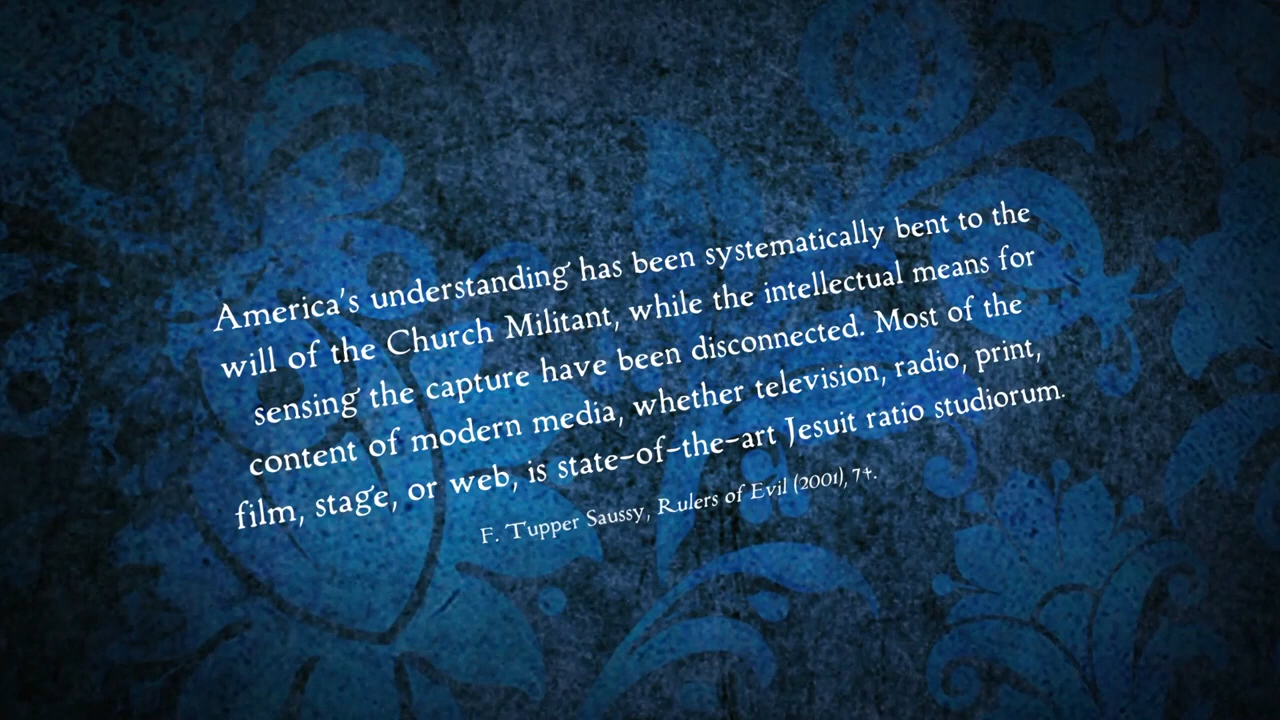 America's understanding has been systematically bent to the
will of the Church Militant, while the intellectual means for
sensing the capture have been disconnected. Most of the
content of modern media, whether television, radio, print,
film, stage, or web, is state-of-the-art Jesuit ratio studiorum.
F. Tupper Saussy, Rulers of Evil (2001), 74.